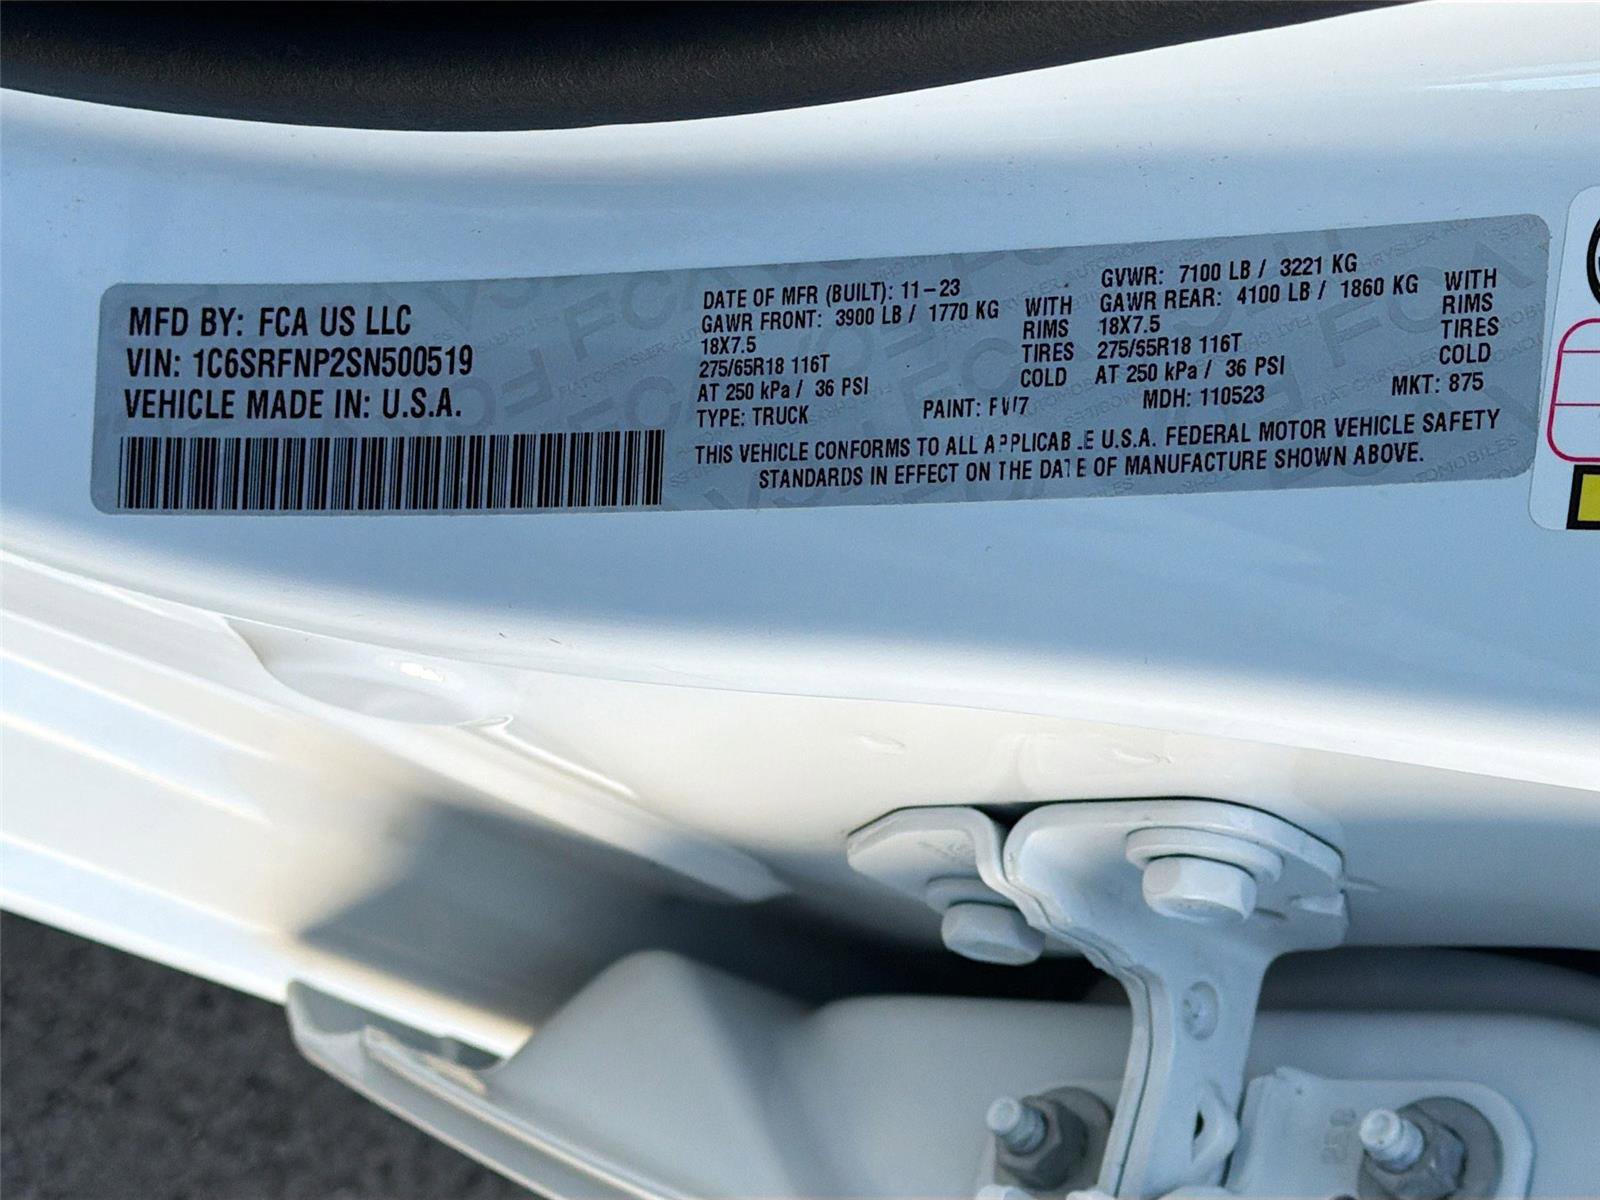 MFD BY: FCA US LLC
VIN: 1C6SRFNP2SN500519
VEHICLE MADE IN: U.S.A.
DATE OF MFR (BUILT): 11-23
GAWR FRONT: 3900 LB / 1770 KG WITH
18X7.5 RIMS
275/65R18 116T TIRES
AT 250 kPa / 36 PSI COLD
TYPE: TRUCK
GVWR: 7100 LB / 3221 KG
GAWR REAR: 4100 LB / 1860 KG WITH
18X7.5 RIMS
275/65R18 116T TIRES
AT 250 kPa / 36 PSI COLD
PAINT: FW7 MDH: 110523 MKT: 875
THIS VEHICLE CONFORMS TO ALL APPLICABLE U.S.A. FEDERAL MOTOR VEHICLE SAFETY
STANDARDS IN EFFECT ON THE DATE OF MANUFACTURE SHOWN ABOVE.